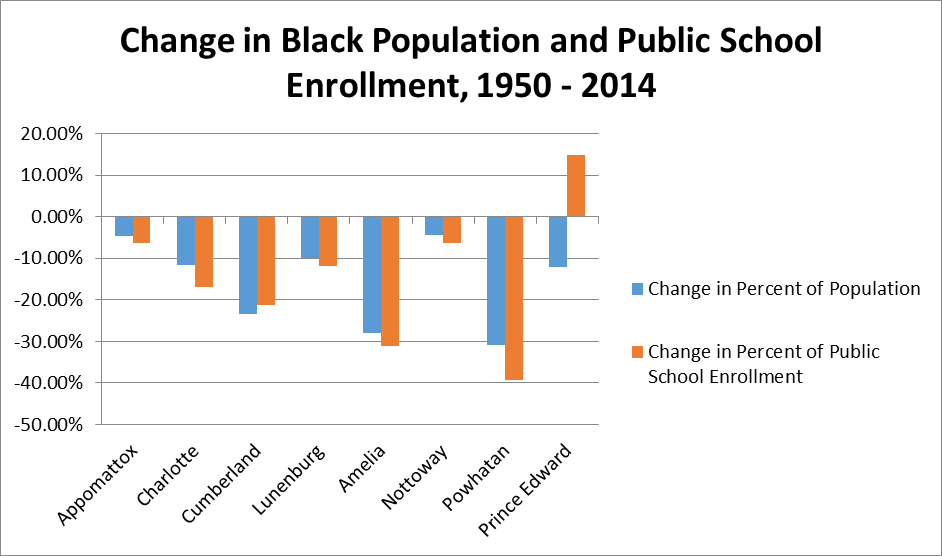 Change in Black Population and Public School
Enrollment, 1950 - 2014
20.00%
10.00%
0.00%
-10.00%
-20.00%
-30.00%
-40.00%
-50.00%
Appomattox
Charlotte
Cumberland
Lunenburg
Amelia
Nottoway
Powhatan
Prince Edward
Change in Percent of Population
Change in Percent of Public
School Enrollment